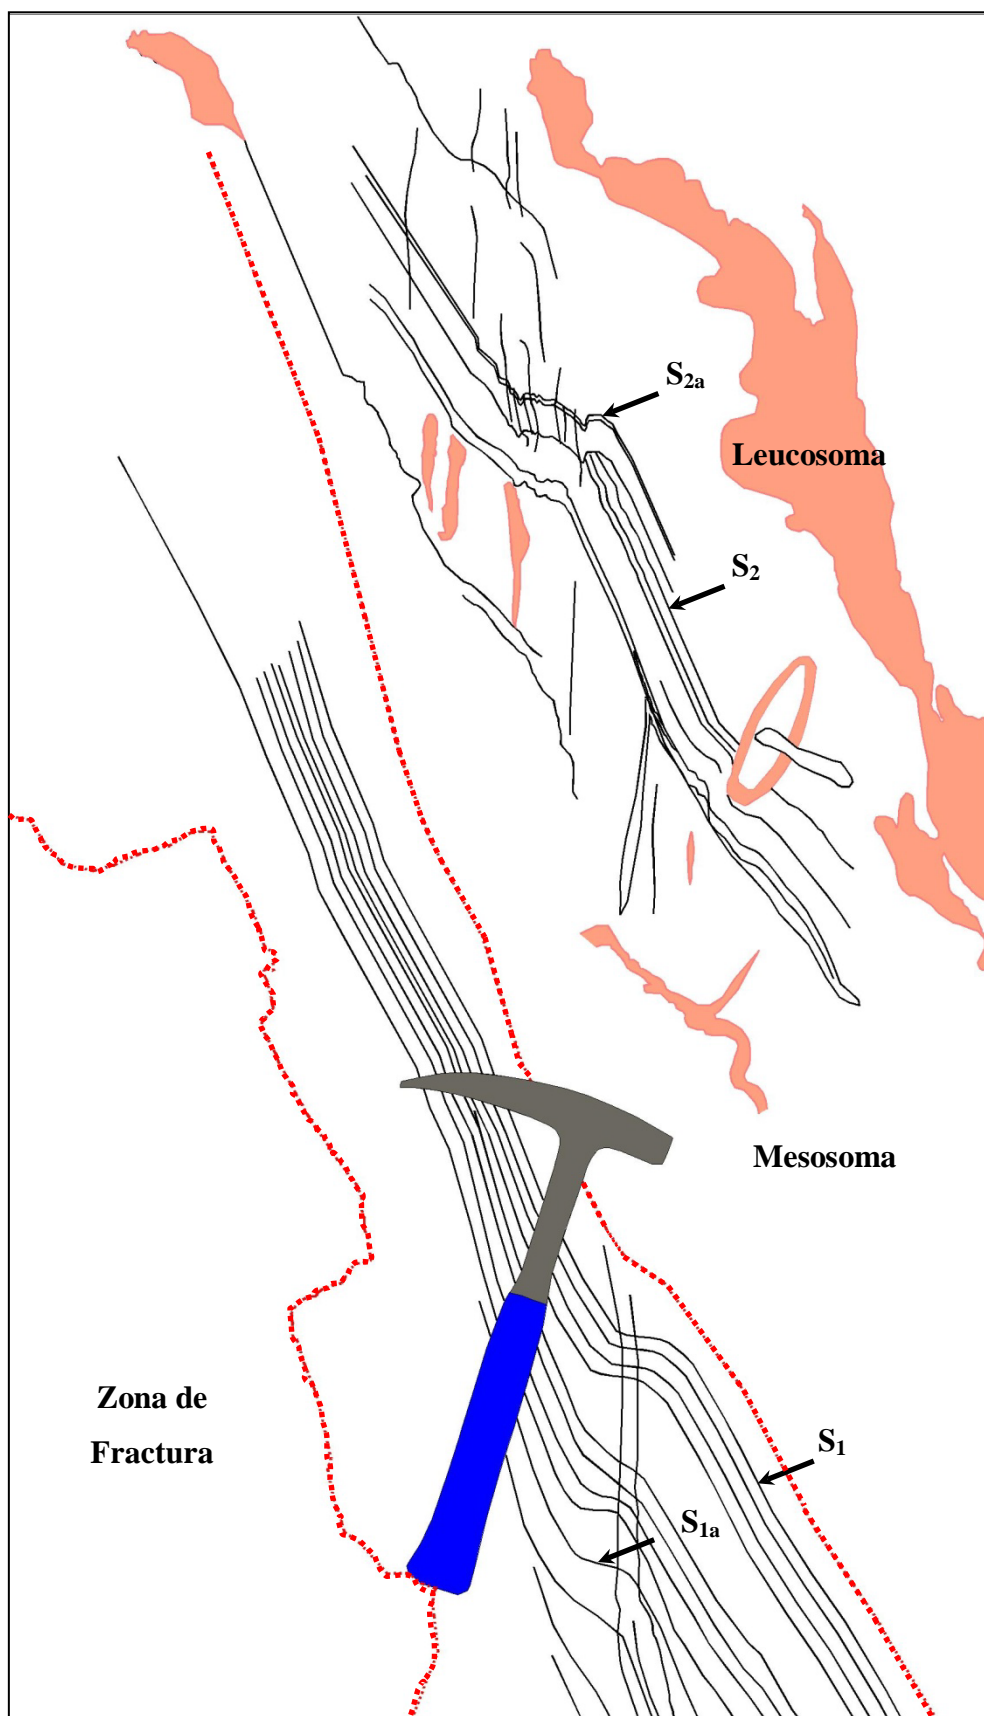 S₂ₐ
Leucosoma
S₂
Mesosoma
Zona de
Fractura
S₁
S₁ₐ